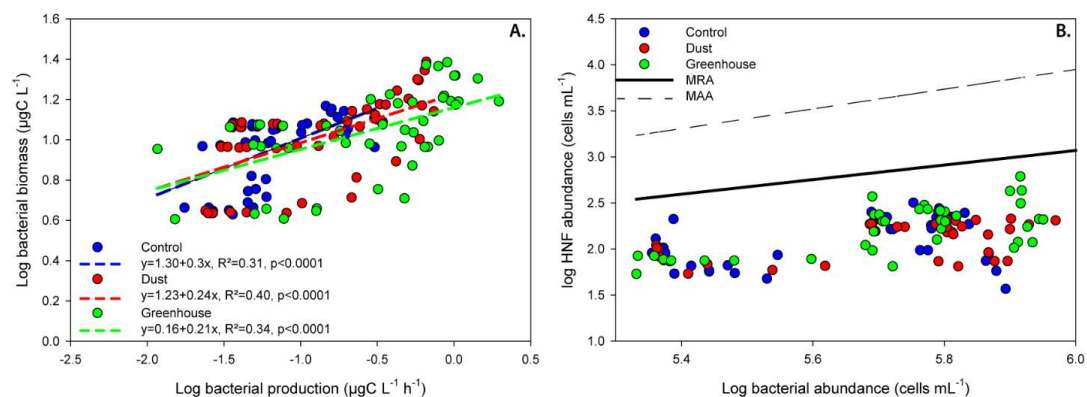 A.
Log bacterial biomass (µgC L⁻¹)
1.6
1.4
1.2
1.0
0.8
0.6
0.4
0.2
0.0
Control
y=1.30+0.3x, R²=0.31, p<0.0001
Dust
y=1.23+0.24x, R²=0.40, p<0.0001
Greenhouse
y=0.16+0.21x, R²=0.34, p<0.0001
-2.5 -2.0 -1.5 -1.0 -0.5 0.0 0.5
Log bacterial production (µgC L⁻¹ h⁻¹)
B.
log HNF abundance (cells mL⁻¹)
4.5
4.0
3.5
3.0
2.5
2.0
1.5
1.0
Control
Dust
Greenhouse
MRA
MAA
5.4 5.6 5.8 6.0
Log bacterial abundance (cells mL⁻¹)